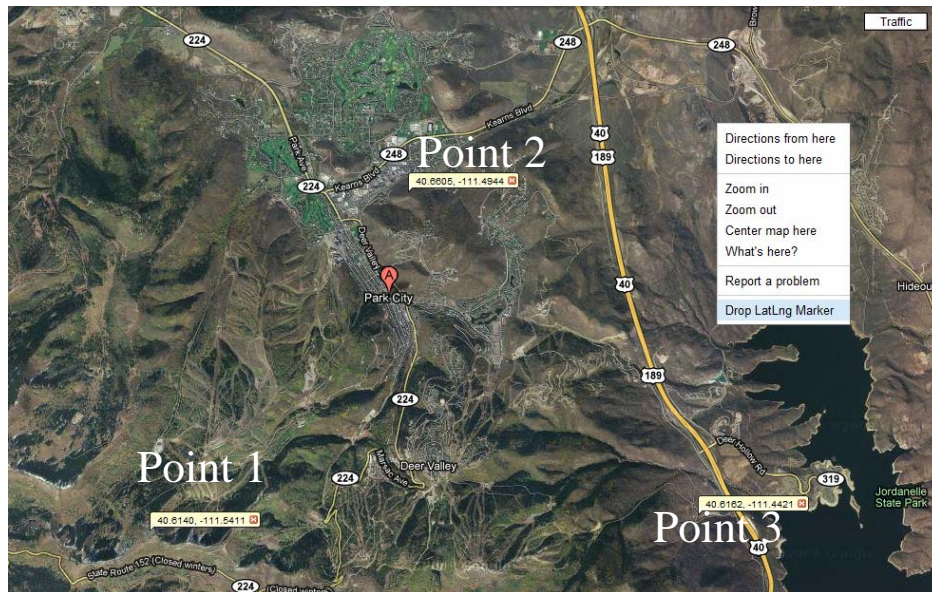 Traffic
224
248
248
Brow
Kearns Blvd
Park Ave
40
189
248
Point 2
40.6605, -111.4944
224
Kearns Blvd
Directions from here
Directions to here
Zoom in
Zoom out
Center map here
What's here?
Report a problem
Drop LatLng Marker
Deer Valley
A
Park City
40
Hideou
189
224
Deer Hollow Rd
Point 1
Marsac Ave
Deer Valley
224
319
Jordanelle
State Park
40.6162, -111.4421
40.6140, -111.5411
Point 3
40
State Route 152 (Closed winters)
224
(Closed winters)